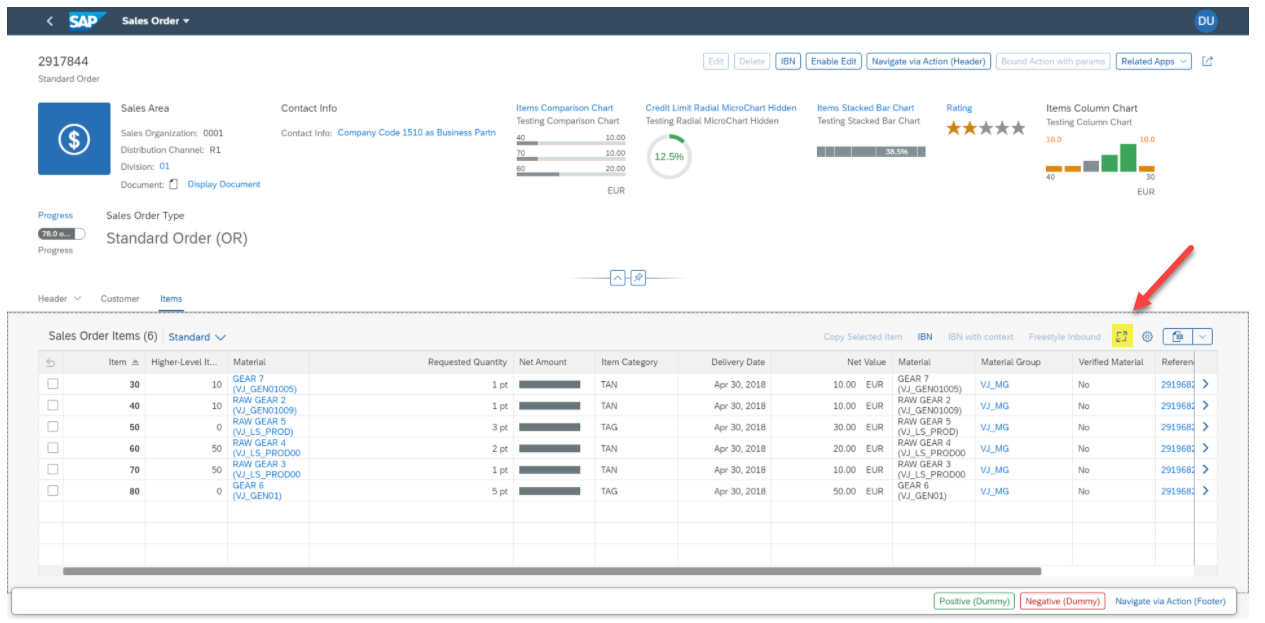 SAP Sales Order DU
2917844
Standard Order
Edit Delete IBN Enable Edit Navigate via Action (Header) Bound Action with params Related Apps
Sales Area
Sales Organization: 0001
Distribution Channel: R1
Division: 01
Document: Display Document
Contact Info
Contact Info: Company Code 1510 as Business Partn
Items Comparison Chart
Testing Comparison Chart
40 10.00
70 10.00
60 20.00
EUR
Credit Limit Radial MicroChart Hidden
Testing Radial MicroChart Hidden
12.5%
Items Stacked Bar Chart
Testing Stacked Bar Chart
38.5%
Rating
Items Column Chart
Testing Column Chart
10.0 10.0
40 30
EUR
Progress
78.0 o...
Progress
Sales Order Type
Standard Order (OR)
Header Customer Items
Sales Order Items (6) Standard
Copy Selected Item IBN IBN with context Freestyle Inbound
Item Higher-Level It... Material Requested Quantity Net Amount Item Category Delivery Date Net Value Material Material Group Verified Material Referen
30 10 GEAR 7 (VJ_GEN01005) 1 pt TAN Apr 30, 2018 10.00 EUR GEAR 7 (VJ_GEN01005) VJ_MG No 2919682
40 10 RAW GEAR 2 (VJ_GEN01009) 1 pt TAN Apr 30, 2018 10.00 EUR RAW GEAR 2 (VJ_GEN01009) VJ_MG No 2919682
50 0 RAW GEAR 5 (VJ_LS_PROD) 3 pt TAG Apr 30, 2018 30.00 EUR RAW GEAR 5 (VJ_LS_PROD) VJ_MG No 2919682
60 50 RAW GEAR 4 (VJ_LS_PROD00 2 pt TAN Apr 30, 2018 20.00 EUR RAW GEAR 4 (VJ_LS_PROD00 VJ_MG No 2919682
70 50 RAW GEAR 3 (VJ_LS_PROD00 1 pt TAN Apr 30, 2018 10.00 EUR RAW GEAR 3 (VJ_LS_PROD00 VJ_MG No 2919682
80 0 GEAR 6 (VJ_GEN01) 5 pt TAG Apr 30, 2018 50.00 EUR GEAR 6 (VJ_GEN01) VJ_MG No 2919682
Positive (Dummy) Negative (Dummy) Navigate via Action (Footer)